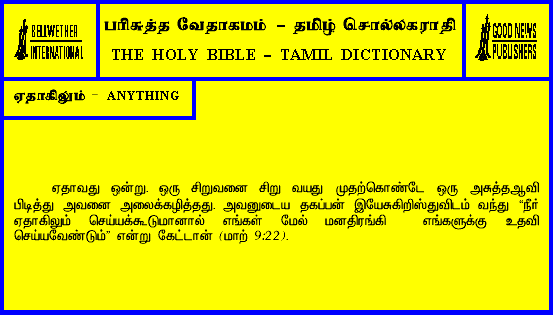 BELLWETHER
INTERNATIONAL
பரிசுத்த வேதாகமம் - தமிழ் சொல்லகராதி
THE HOLY BIBLE - TAMIL DICTIONARY
GOOD NEWS
PUBLISHERS
ஏதாகிலும் - ANYTHING
ஏதாவது ஒன்று. ஒரு சிறுவனை சிறு வயது முதற்கொண்டே ஒரு அசுத்தஆவி
பிடித்து அவனை அலைக்கழித்தது. அவனுடைய தகப்பன் இயேசுகிறிஸ்துவிடம் வந்து “நீர்
ஏதாகிலும் செய்யக்கூடுமானால் எங்கள் மேல் மனதிரங்கி எங்களுக்கு உதவி
செய்யவேண்டும்” என்று கேட்டான் (மாற் 9:22).